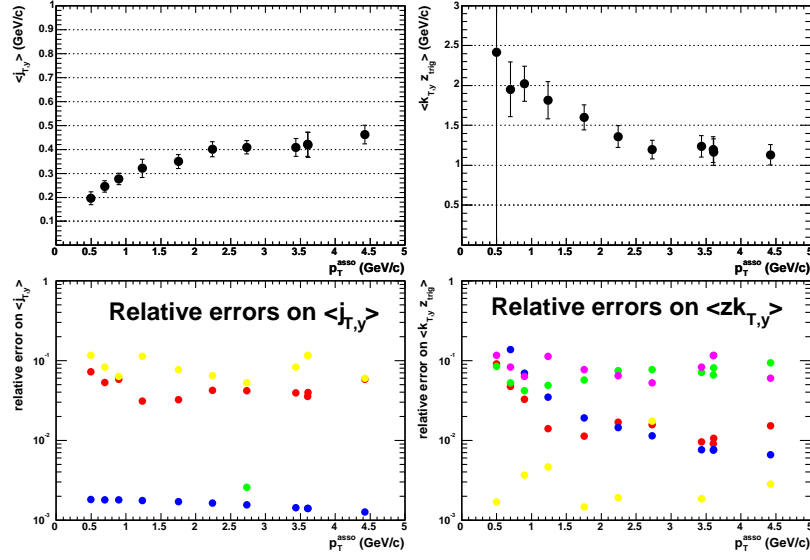 <j_T,y> (GeV/c)
1
0.9
0.8
0.7
0.6
0.5
0.4
0.3
0.2
0.1
0.5 1 1.5 2 2.5 3 3.5 4 4.5 5
p_T^asso (GeV/c)
<k_T,y z_trig> (GeV/c)
3
2.5
2
1.5
1
0.5
0.5 1 1.5 2 2.5 3 3.5 4 4.5 5
p_T^asso (GeV/c)
Relative errors on <j_T,y>
relative error on <j_T,y>
10^-1
10^-2
10^-3
0.5 1 1.5 2 2.5 3 3.5 4 4.5 5
p_T^asso (GeV/c)
Relative errors on <zk_T,y>
relative error on <k_T,y z_trig>
10^-1
10^-2
10^-3
0.5 1 1.5 2 2.5 3 3.5 4 4.5 5
p_T^asso (GeV/c)